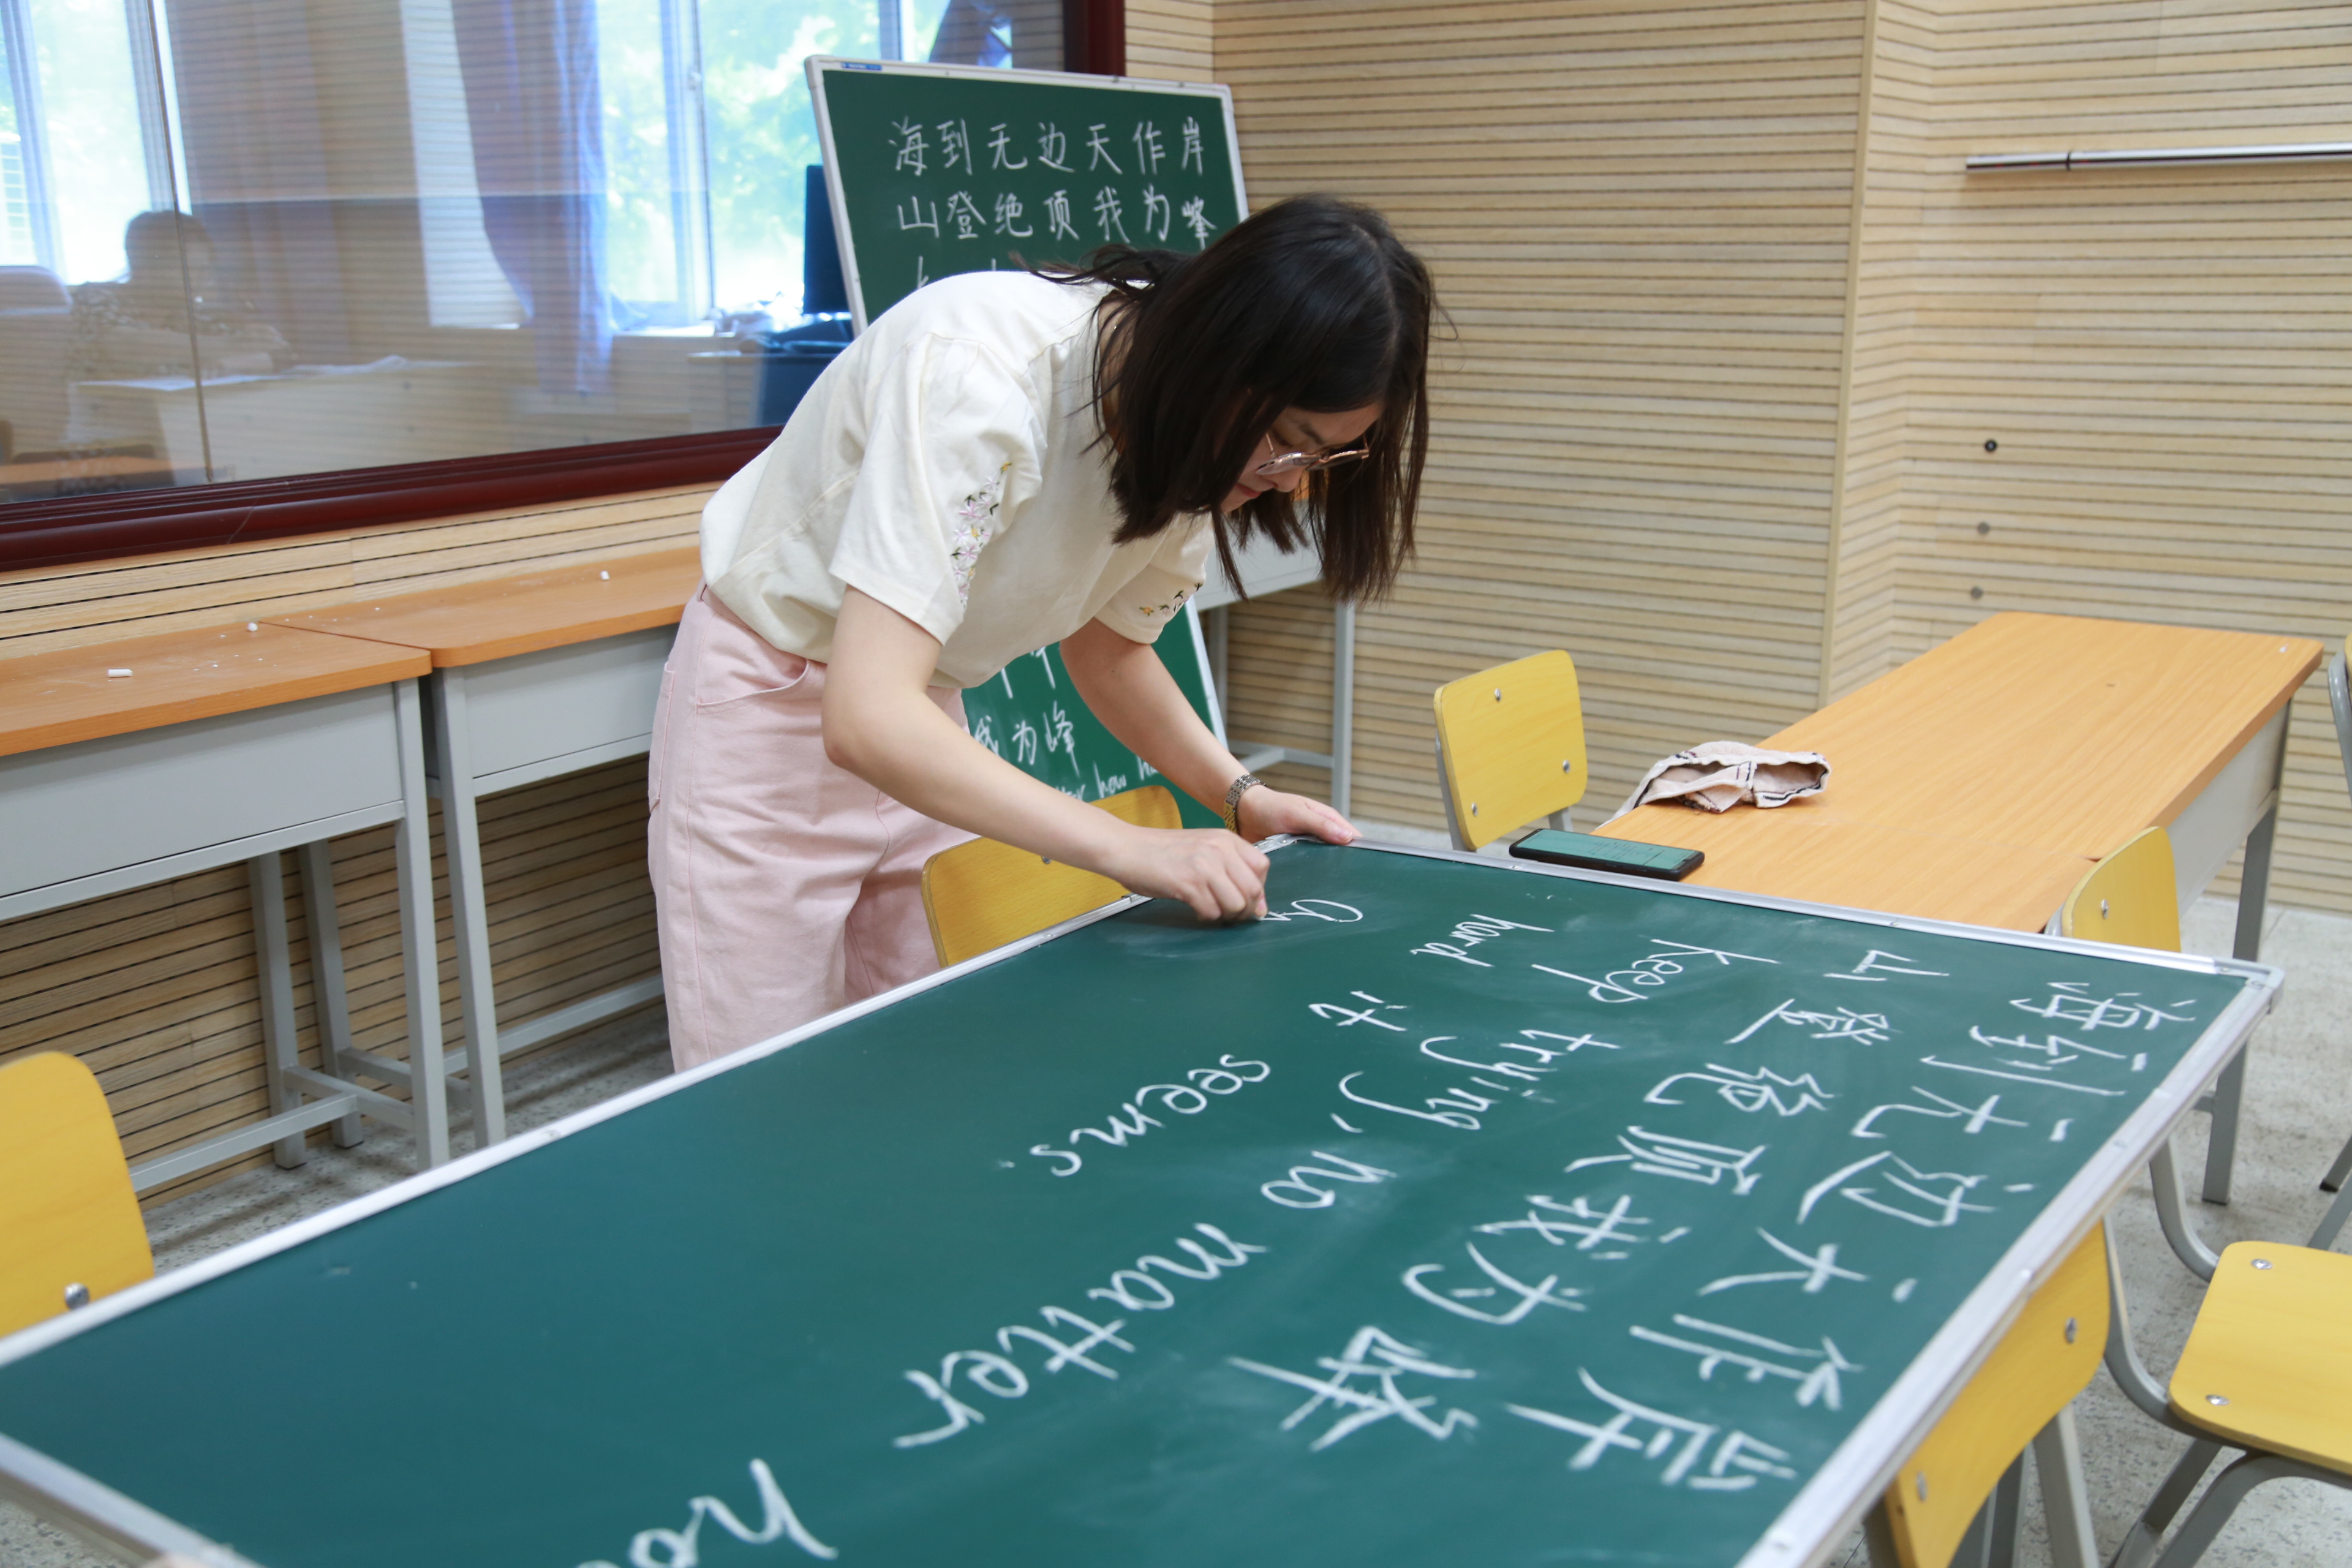 海到无边天作岸
山登绝顶我为峰
我为峰
how
海到无边天作岸
山登绝顶我为峰
Keep trying, no matter
hard it seems.